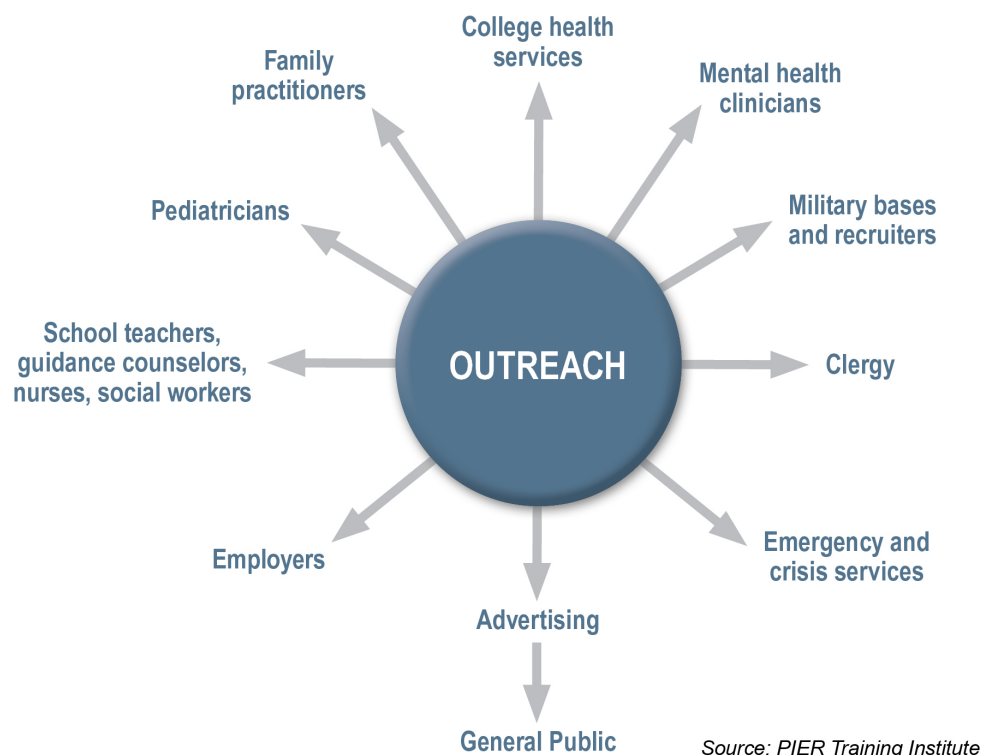 College health
services
Family
practitioners
Mental health
clinicians
Pediatricians
Military bases
and recruiters
School teachers,
guidance counselors,
nurses, social workers
OUTREACH
Clergy
Employers
Emergency and
crisis services
Advertising
General Public
Source: PIER Training Institute